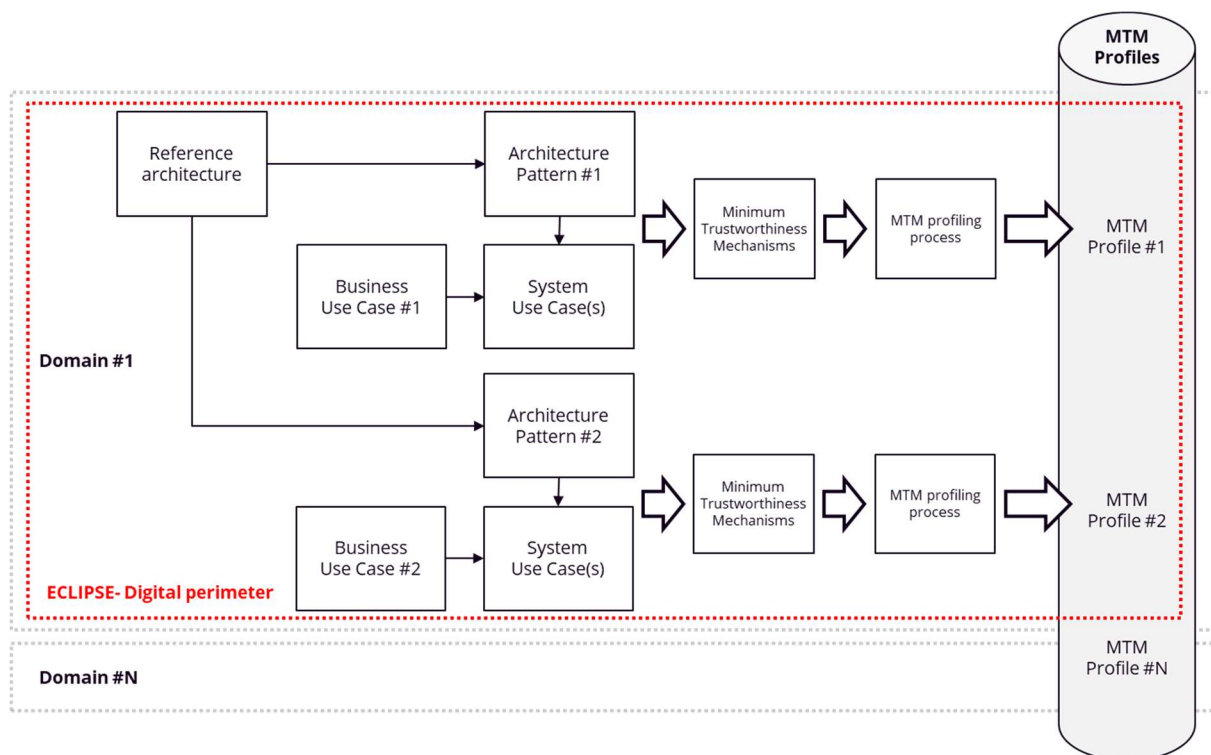 MTM
Profiles
Reference
architecture
Architecture
Pattern #1
Minimum
Trustworthiness
Mechanisms
MTM profiling
process
MTM
Profile #1
Business
Use Case #1
System
Use Case(s)
Domain #1
Architecture
Pattern #2
Minimum
Trustworthiness
Mechanisms
MTM profiling
process
MTM
Profile #2
Business
Use Case #2
System
Use Case(s)
ECLIPSE- Digital perimeter
MTM
Profile #N
Domain #N